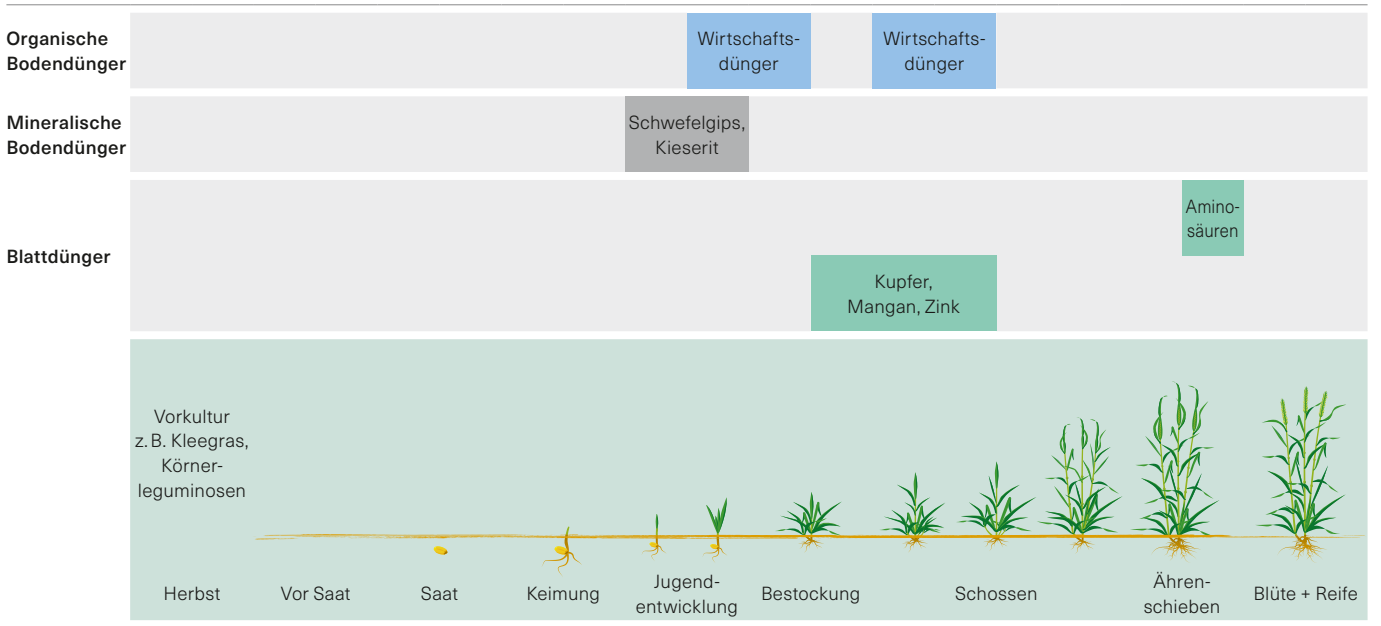 Organische
Bodendünger
Wirtschafts-
dünger
Wirtschafts-
dünger
Mineralische
Bodendünger
Schwefelgips,
Kieserit
Blattdünger
Amino-
säuren
Kupfer,
Mangan, Zink
Vorkultur
z. B. Kleegras,
Körner-
leguminosen
Herbst
Vor Saat
Saat
Keimung
Jugend-
entwicklung
Bestockung
Schossen
Ähren-
schieben
Blüte + Reife